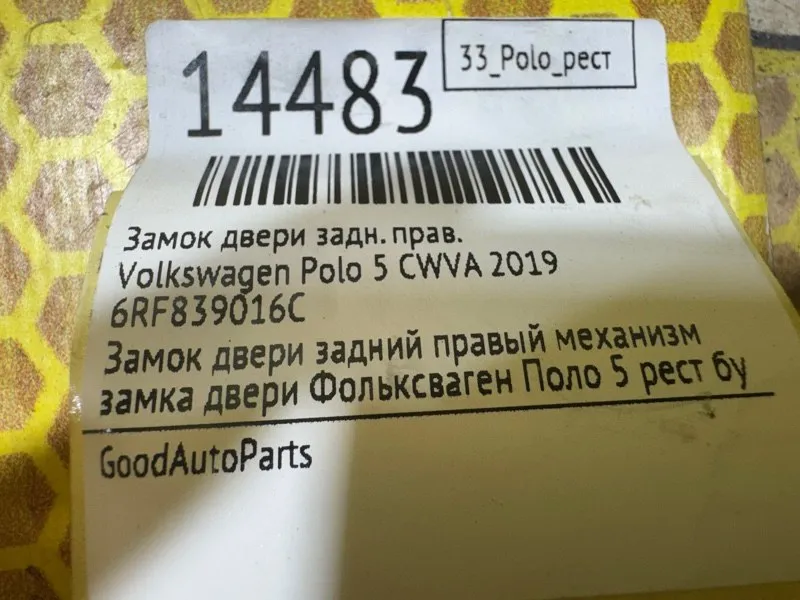 14483
33_Polo_рест
Замок двери задн. прав.
Volkswagen Polo 5 CWVA 2019
6RF839016C
Замок двери задний правый механизм
замка двери Фольксваген Поло 5 рест бу
GoodAutoParts